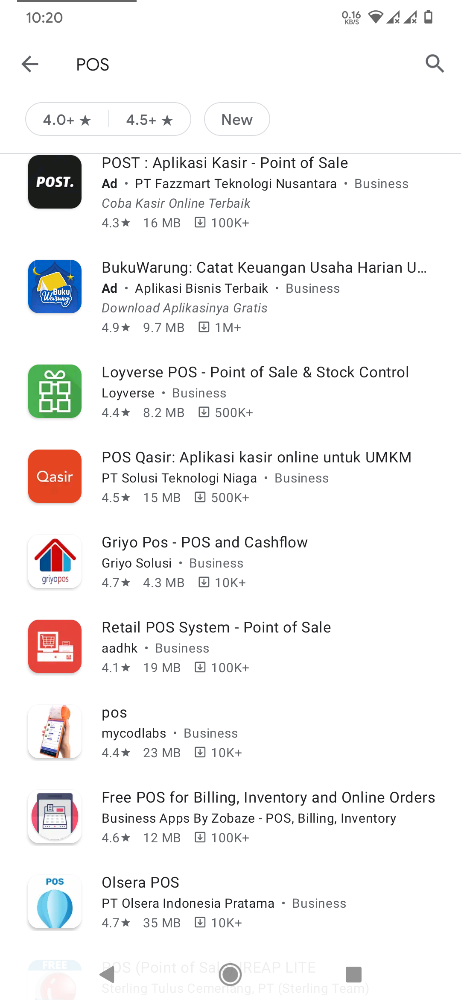 10:20
0.16
KB/S
POS
4.0+ ★ 4.5+ ★ New
POST.
POST : Aplikasi Kasir - Point of Sale
Ad • PT Fazzmart Teknologi Nusantara • Business
Coba Kasir Online Terbaik
4.3★ 16 MB 100K+
Buku
Warung
BukuWarung: Catat Keuangan Usaha Harian U...
Ad • Aplikasi Bisnis Terbaik • Business
Download Aplikasinya Gratis
4.9★ 9.7 MB 1M+
Loyverse POS - Point of Sale & Stock Control
Loyverse • Business
4.4★ 8.2 MB 500K+
Qasir
POS Qasir: Aplikasi kasir online untuk UMKM
PT Solusi Teknologi Niaga • Business
4.5★ 15 MB 500K+
griyopos
Griyo Pos - POS and Cashflow
Griyo Solusi • Business
4.7★ 4.3 MB 10K+
Retail POS System - Point of Sale
aadhk • Business
4.1★ 19 MB 100K+
pos
mycodlabs • Business
4.4★ 23 MB 10K+
Free POS for Billing, Inventory and Online Orders
Business Apps By Zobaze - POS, Billing, Inventory
4.6★ 12 MB 100K+
POS
Olsera POS
PT Olsera Indonesia Pratama • Business
4.7★ 35 MB 10K+
FREE
POS (Point of Sale) IREAP LITE
Sterling Tulus Cemerlang, PT (Sterling Team)